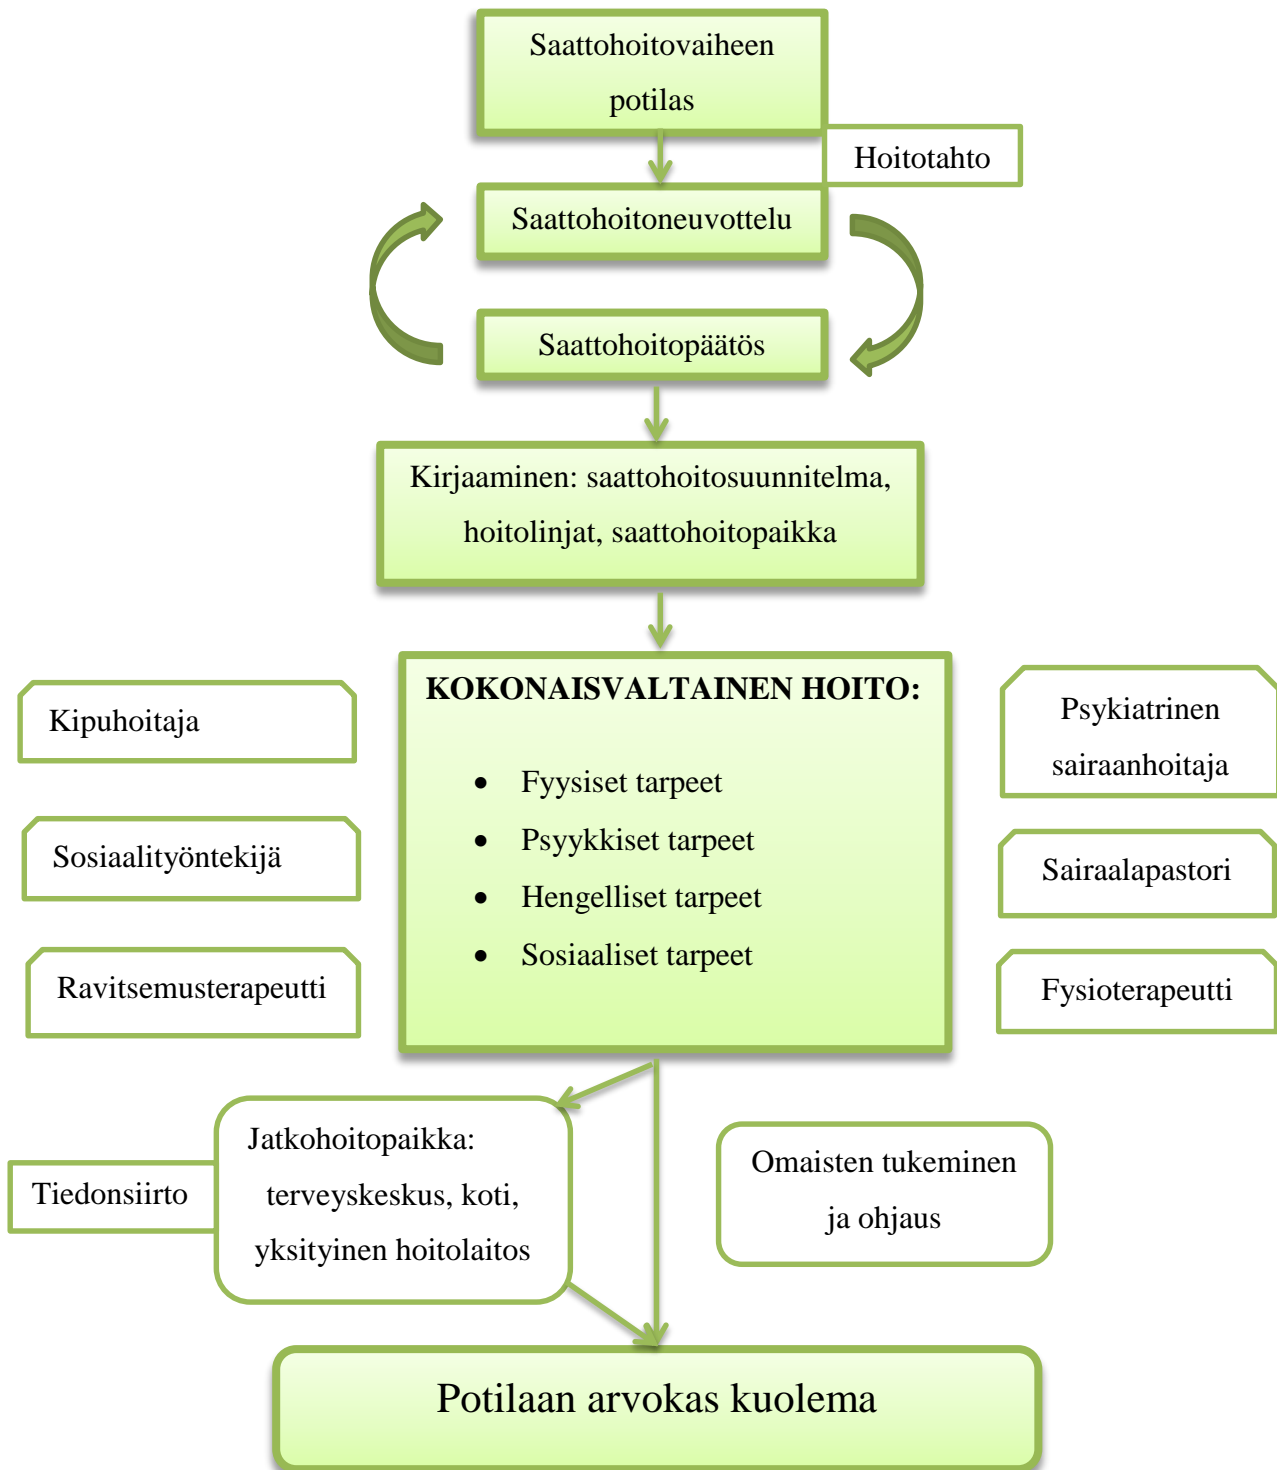 Saattohoitovaiheen
potilas
Hoitotahto
Saattohoitoneuvottelu
Saattohoitopäätös
Kirjaaminen: saattohoitosuunnitelma,
hoitolinjat, saattohoitopaikka
KOKONAISVALTAINEN HOITO:
• Fyysiset tarpeet
• Psyykkiset tarpeet
• Hengelliset tarpeet
• Sosiaaliset tarpeet
Kipuhoitaja
Sosiaalityöntekijä
Ravitsemusterapeutti
Psykiatrinen
sairaanhoitaja
Sairaalapastori
Fysioterapeutti
Tiedonsiirto
Jatkohoitopaikka:
terveyskeskus, koti,
yksityinen hoitolaitos
Omaisten tukeminen
ja ohjaus
Potilaan arvokas kuolema